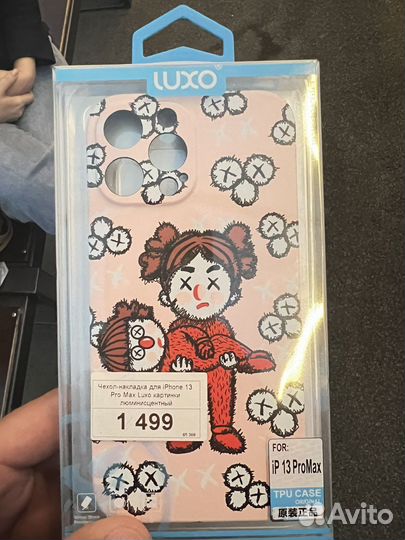 LUXO
Чехол-накладка для iPhone 13
Pro Max Luxo картинки
люминисцентный
1 499
FOR:
iP 13 ProMax
TPU CASE
ORIGINAL
原装正品
Avito